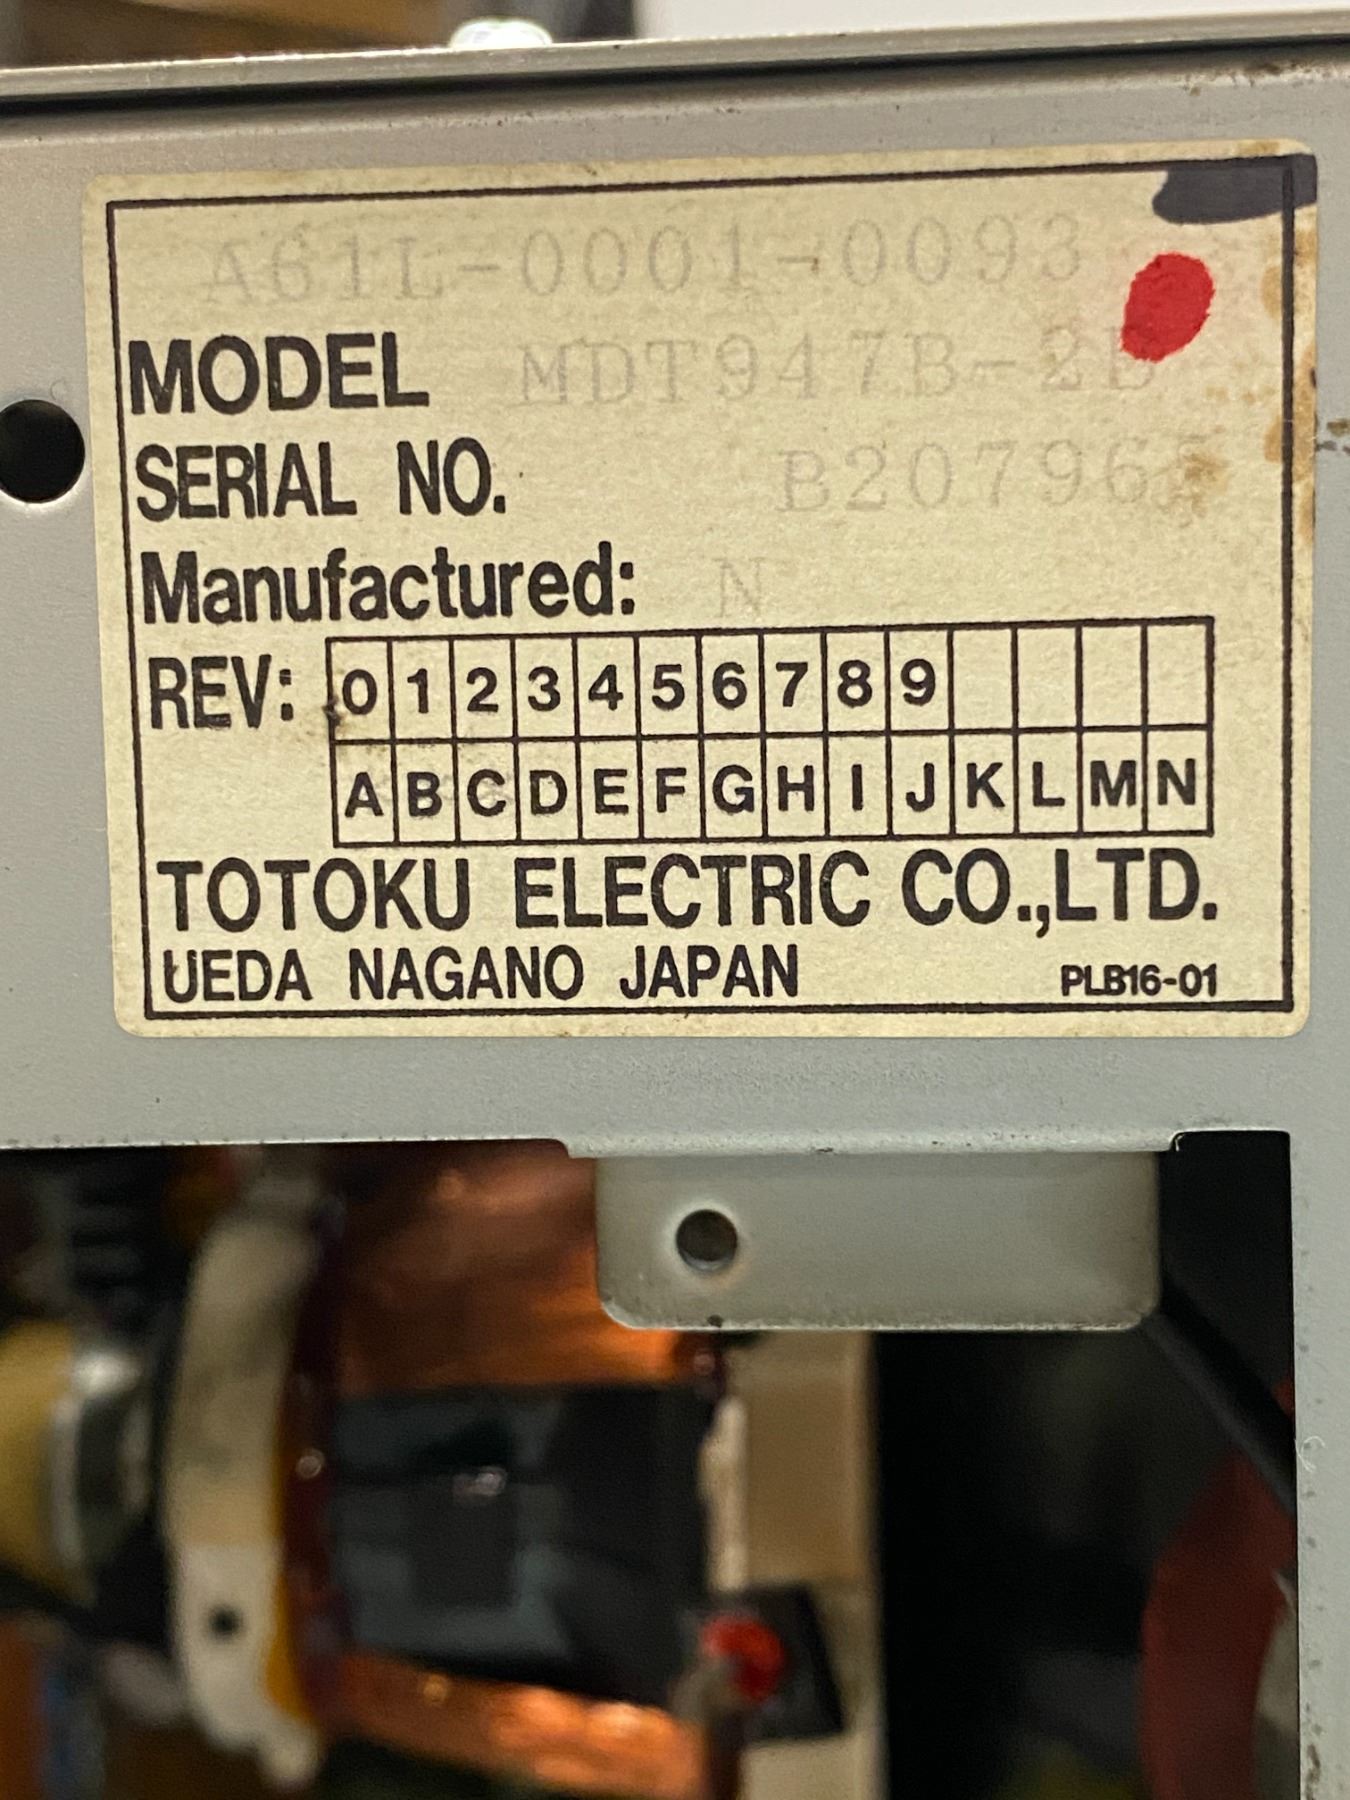 A61L-0001-0093
MODEL MDT947B-2B
SERIAL NO. B207965
Manufactured: N
REV: 0 1 2 3 4 5 6 7 8 9
A B C D E F G H I J K L M N
TOTOKU ELECTRIC CO.,LTD.
UEDA NAGANO JAPAN PLB16-01